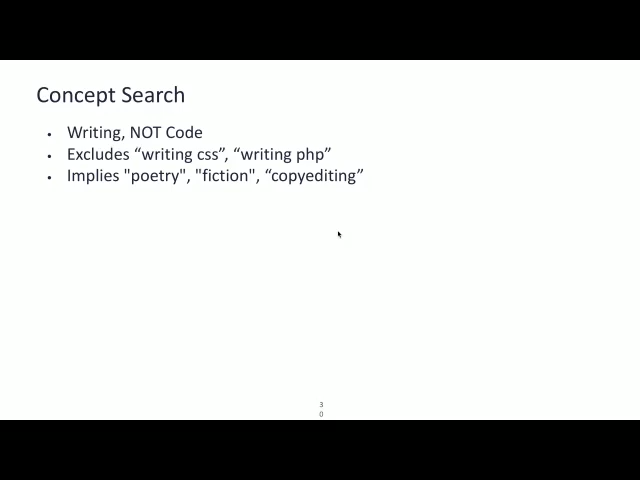 Concept Search
• Writing, NOT Code
• Excludes “writing css”, “writing php”
• Implies "poetry", "fiction", “copyediting”
3
0